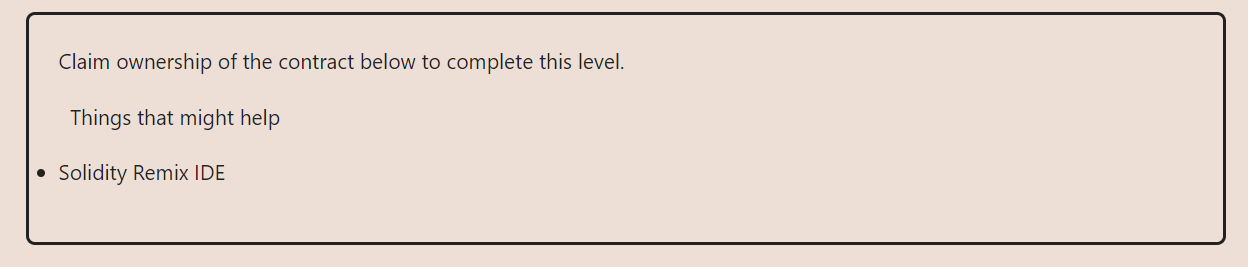 Claim ownership of the contract below to complete this level.
Things that might help
Solidity Remix IDE